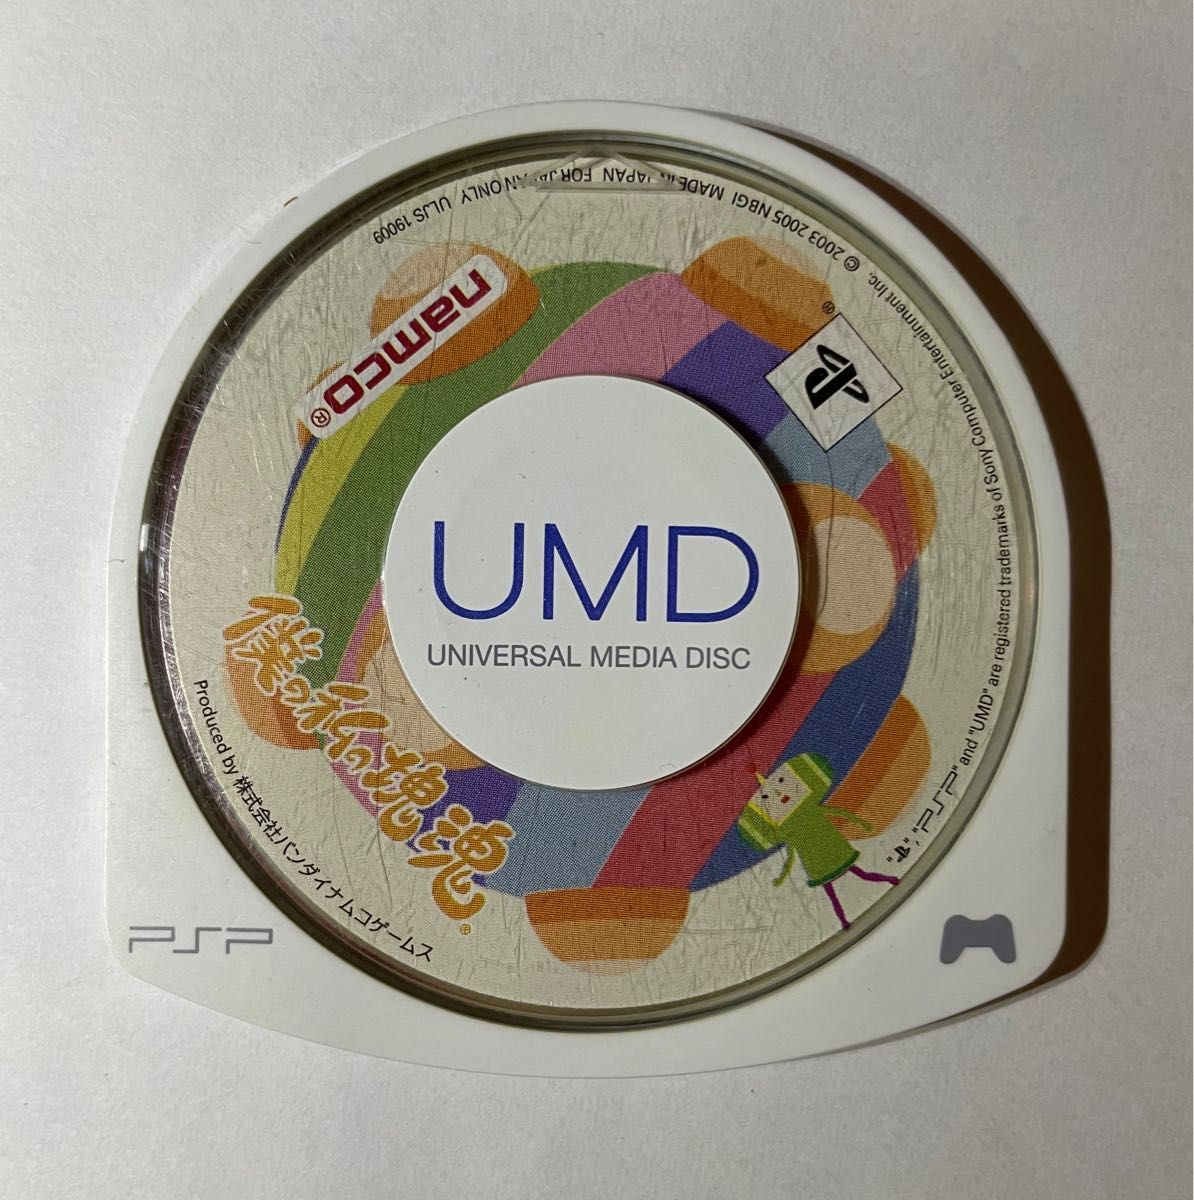 UMD
UNIVERSAL MEDIA DISC
namco®
僕の私の塊魂
Produced by 株式会社バンダイナムコゲームス
© 2003 2005 NBGI MADE IN JAPAN FOR JAPAN ONLY ULJS 19009
", "PSP" and "UMD" are registered trademarks of Sony Computer Entertainment Inc.
®
PSP